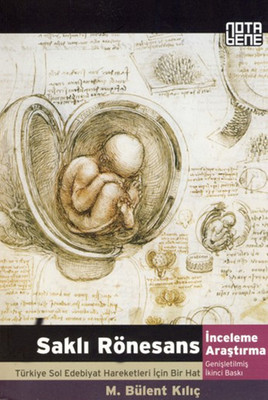 NOTA
BENE
Saklı Rönesans
İnceleme
Araştırma
Türkiye Sol Edebiyat Hareketleri İçin Bir Hat
Genişletilmiş
İkinci Baskı
M. Bülent Kılıç